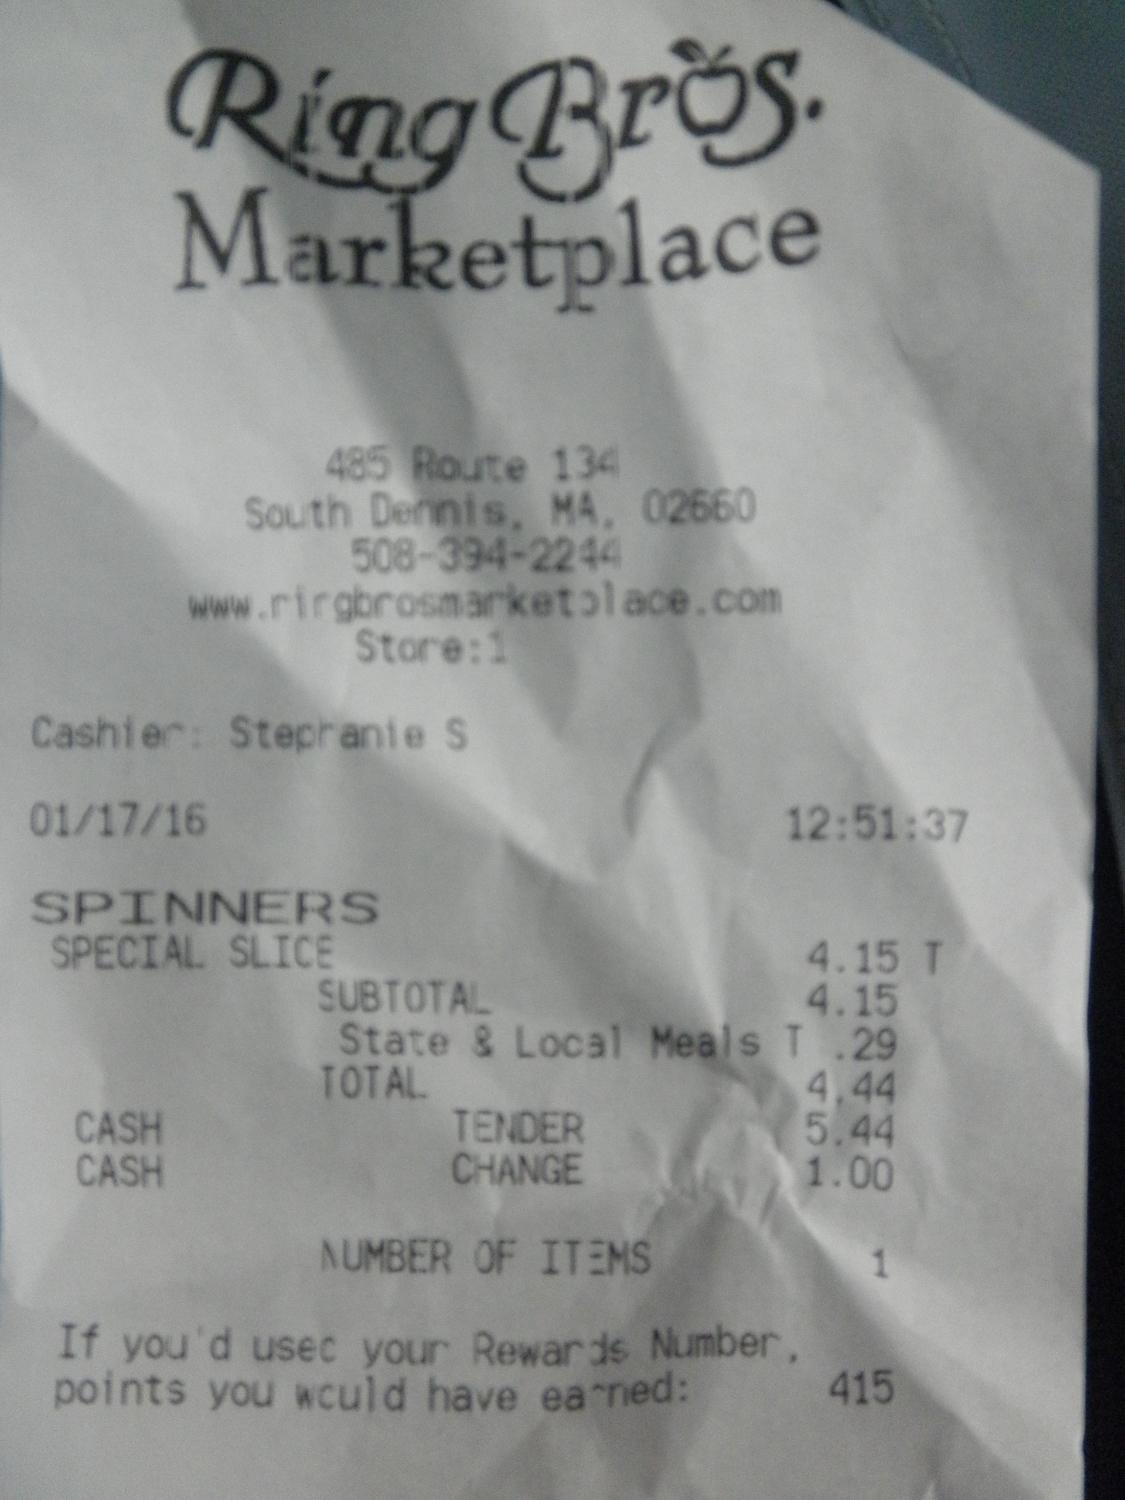 Ring Bros.
Marketplace
485 Route 134
South Dennis, MA, 02660
508-394-2244
www.ringbrosmarketplace.com
Store:1
Cashier: Stephanie S
01/17/16 12:51:37
SPINNERS
SPECIAL SLICE 4.15 T
SUBTOTAL 4.15
State & Local Meals T .29
TOTAL 4.44
CASH TENDER 5.44
CASH CHANGE 1.00
NUMBER OF ITEMS 1
If you'd used your Rewards Number,
points you would have earned: 415